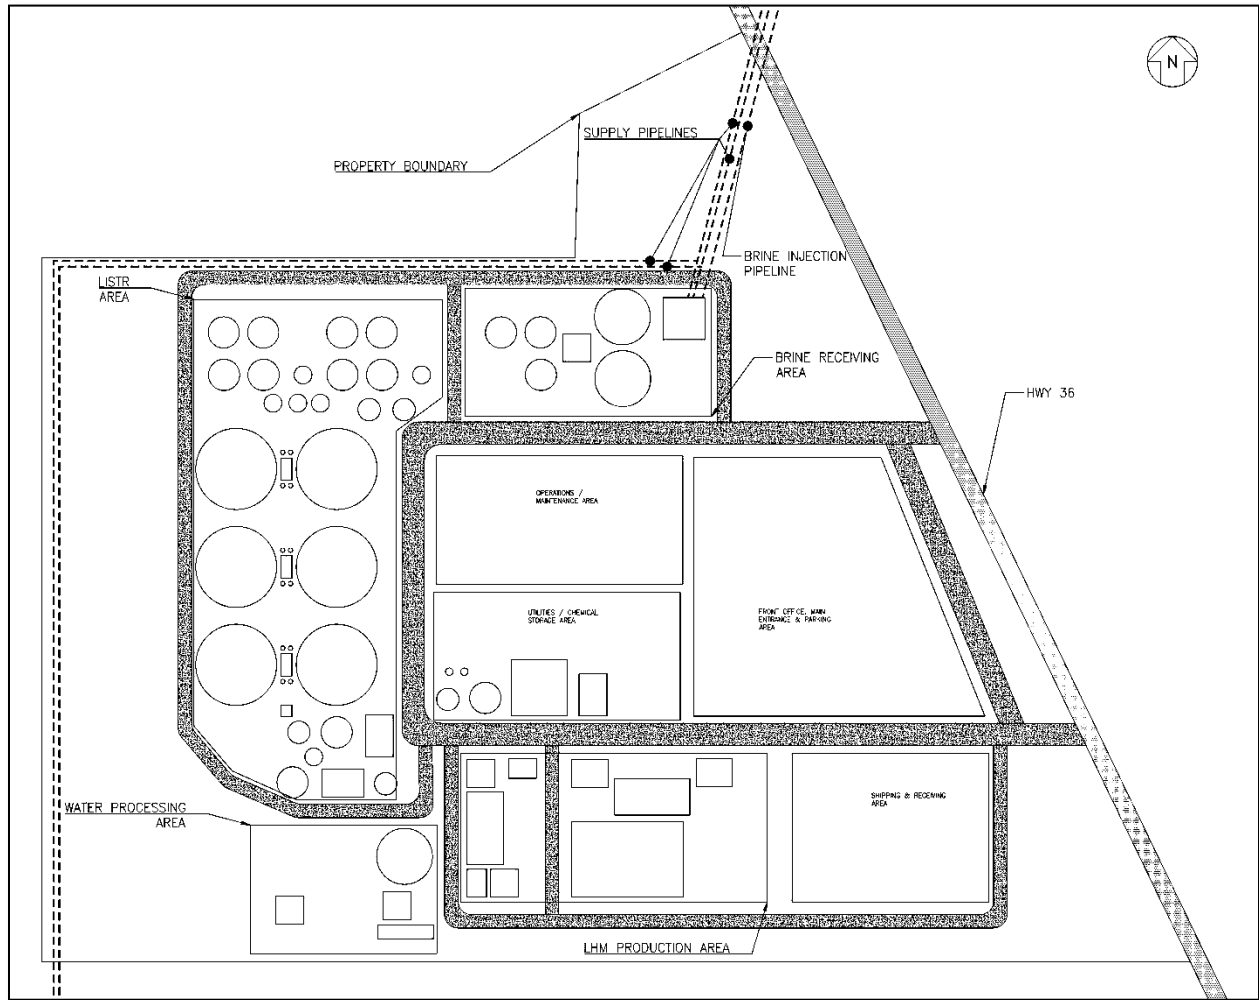 N
SUPPLY PIPELINES
PROPERTY BOUNDARY
BRINE INJECTION
PIPELINE
LISTR
AREA
BRINE RECEIVING
AREA
HWY 36
OPERATIONS /
MAINTENANCE AREA
UTILITIES / CHEMICAL
STORAGE AREA
FRONT OFFICE, MAIN
ENTRANCE & PARKING
AREA
SHIPPING & RECEIVING
AREA
WATER PROCESSING
AREA
LHM PRODUCTION AREA